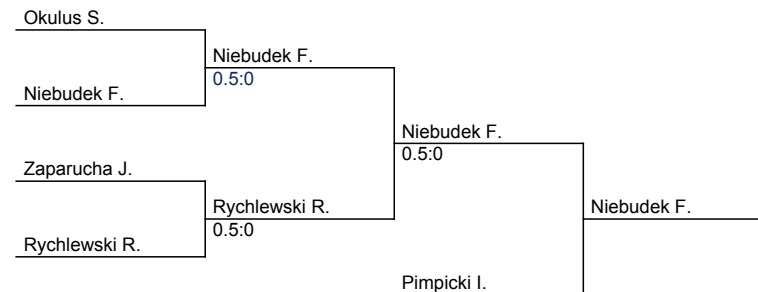 Okulus S.
Niebudek F.
0.5:0
Niebudek F.
Niebudek F.
0.5:0
Zaparucha J.
Rychlewski R.
0.5:0
Niebudek F.
Rychlewski R.
Pimpicki I.